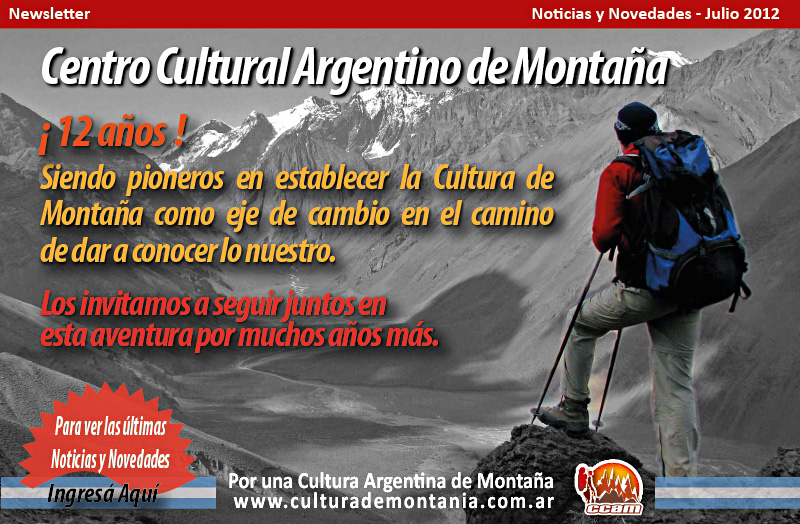 Newsletter
Noticias y Novedades - Julio 2012
Centro Cultural Argentino de Montaña
¡ 12 años !
Siendo pioneros en establecer la Cultura de
Montaña como eje de cambio en el camino
de dar a conocer lo nuestro.
Los invitamos a seguir juntos en
esta aventura por muchos años más.
Para ver las últimas
Noticias y Novedades
Ingresá Aquí
Por una Cultura Argentina de Montaña
www.culturademontania.com.ar
ccam